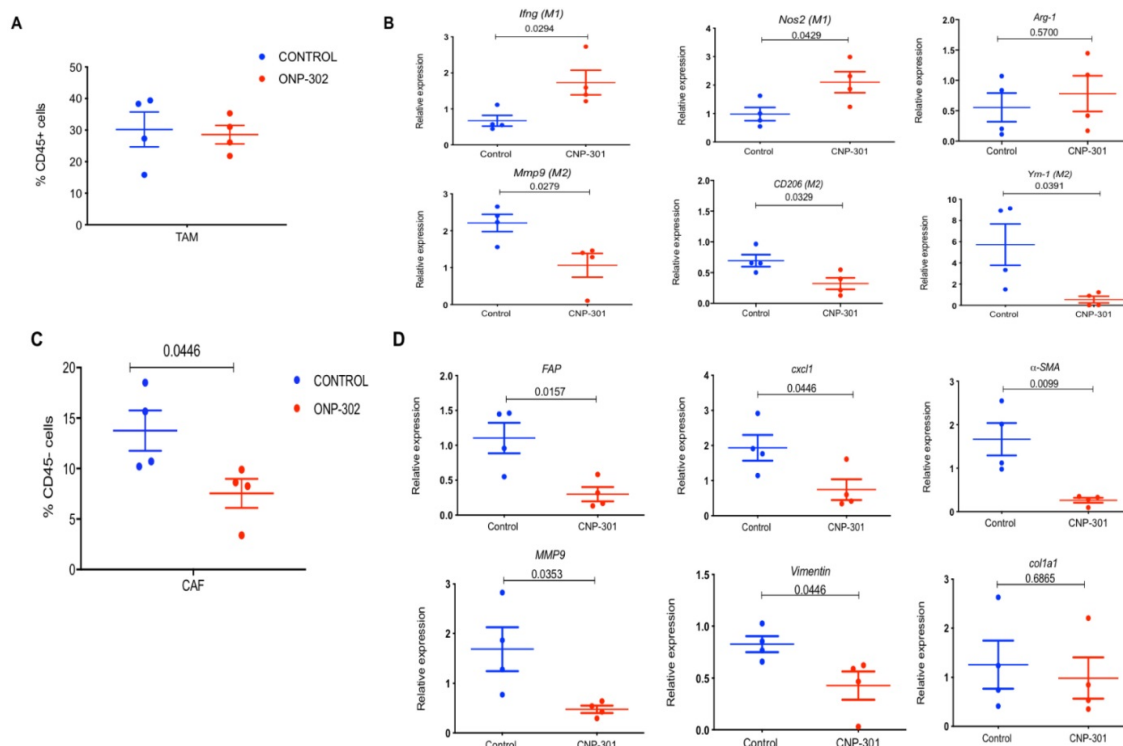 A
CONTROL
ONP-302
% CD45+ cells
50
40
30
20
10
0
TAM
B
Ifng (M1)
0.0294
Relative expression
3
2
1
0
Control
CNP-301
Nos2 (M1)
0.0429
Relative expression
4
3
2
1
0
Control
CNP-301
Arg-1
0.5700
Relative expression
2.0
1.5
1.0
0.5
0.0
Control
CNP-301
Mmp9 (M2)
0.0279
Relative expression
3
2
1
0
Control
CNP-301
CD206 (M2)
0.0329
Relative expression
2.0
1.5
1.0
0.5
0.0
Control
CNP-301
Ym-1 (M2)
0.0391
Relative expression
10
8
6
4
2
0
Control
CNP-301
C
0.0446
CONTROL
ONP-302
% CD45- cells
20
15
10
5
0
CAF
D
FAP
0.0157
Relative expression
2.0
1.5
1.0
0.5
0.0
Control
CNP-301
cxcl1
0.0446
Relative expression
4
3
2
1
0
Control
CNP-301
α-SMA
0.0099
Relative expression
3
2
1
0
Control
CNP-301
MMP9
0.0353
Relative expression
3
2
1
0
Control
CNP-301
Vimentin
0.0446
Relative expression
1.5
1.0
0.5
0.0
Control
CNP-301
col1a1
0.6865
Relative expression
3
2
1
0
Control
CNP-301